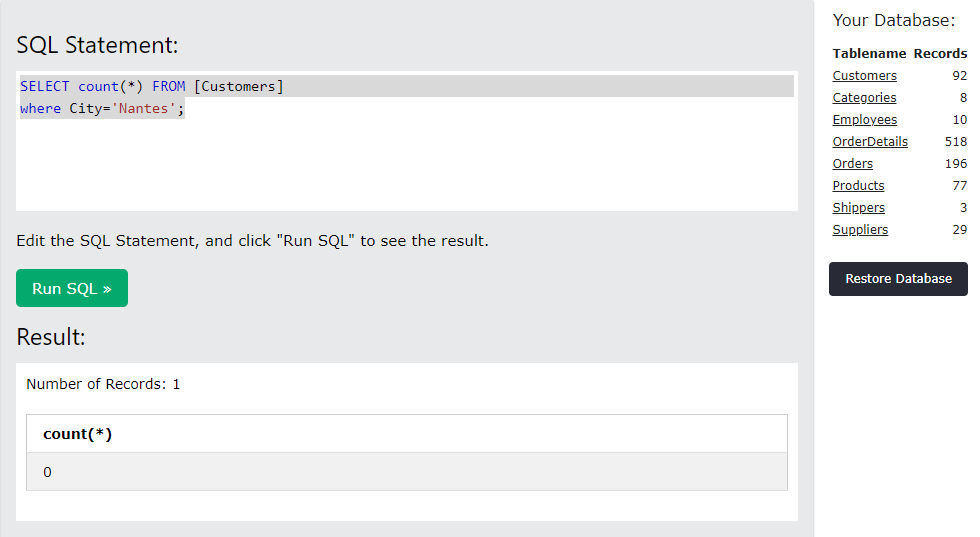 SQL Statement:
SELECT count(*) FROM [Customers]
where City='Nantes';
Edit the SQL Statement, and click "Run SQL" to see the result.
Run SQL »
Result:
Number of Records: 1
count(*)
0
Your Database:
Tablename Records
Customers 92
Categories 8
Employees 10
OrderDetails 518
Orders 196
Products 77
Shippers 3
Suppliers 29
Restore Database